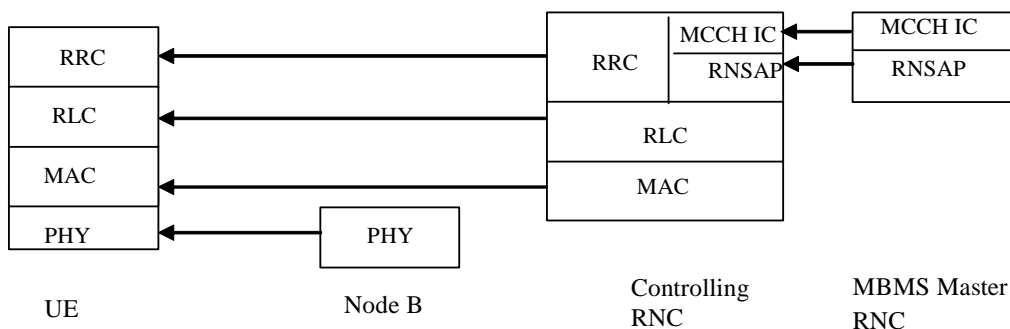 RRC
RLC
MAC
PHY
UE
PHY
Node B
RRC
MCCH IC
RNSAP
RLC
MAC
Controlling
RNC
MCCH IC
RNSAP
MBMS Master
RNC